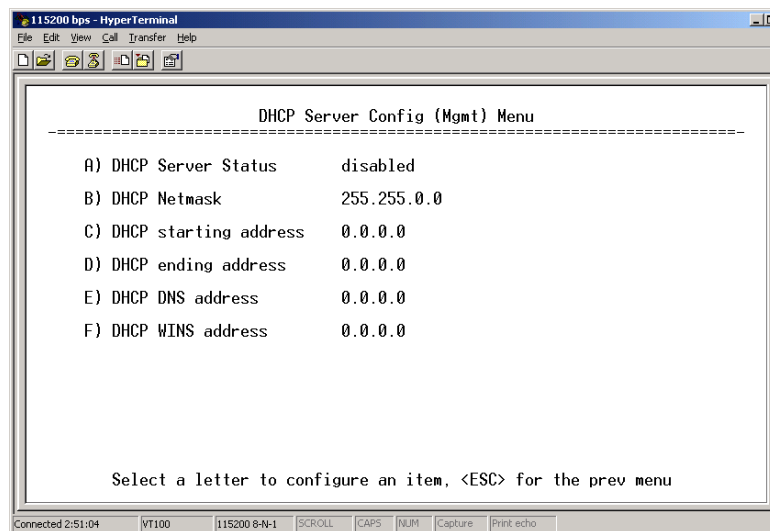 115200 bps - HyperTerminal
File Edit View Call Transfer Help
DHCP Server Config (Mgmt) Menu
-==========================================================================-
A) DHCP Server Status disabled
B) DHCP Netmask 255.255.0.0
C) DHCP starting address 0.0.0.0
D) DHCP ending address 0.0.0.0
E) DHCP DNS address 0.0.0.0
F) DHCP WINS address 0.0.0.0
Select a letter to configure an item, <ESC> for the prev menu
Connected 2:51:04 VT100 115200 8-N-1 SCROLL CAPS NUM Capture Print echo